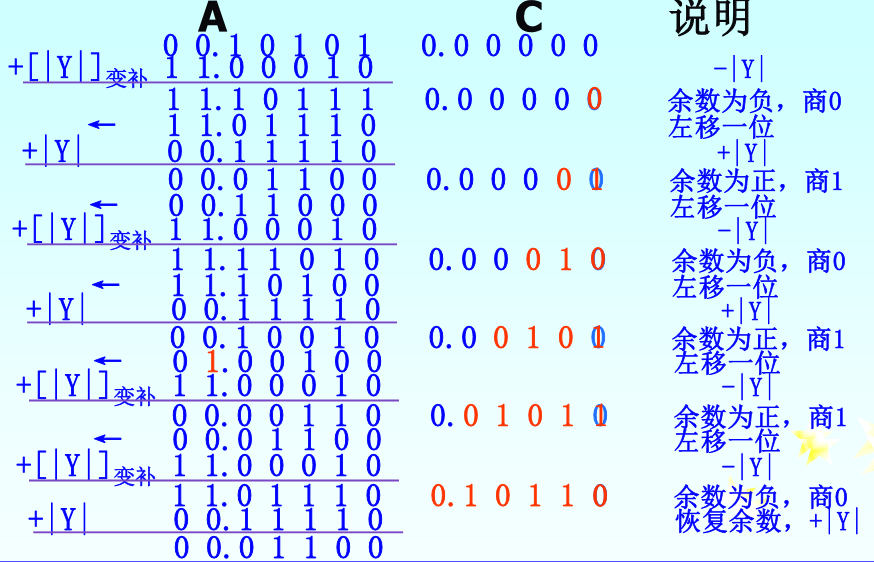 A C 说明
0 0.1 0 1 0 1 0.0 0 0 0 0
+[|Y|]变补 1 1.0 0 0 1 0 -|Y|
1 1.1 0 1 1 1 0.0 0 0 0 0 余数为负，商0
← 1 1.0 1 1 1 0 左移一位
+|Y| 0 0.1 1 1 1 0 +|Y|
0 0.0 1 1 0 0 0.0 0 0 0 1 余数为正，商1
← 0 0.1 1 0 0 0 左移一位
+[|Y|]变补 1 1.0 0 0 1 0 -|Y|
1 1.1 1 0 1 0 0.0 0 0 1 0 余数为负，商0
← 1 1.1 0 1 0 0 左移一位
+|Y| 0 0.1 1 1 1 0 +|Y|
0 0.1 0 0 1 0 0.0 0 1 0 1 余数为正，商1
← 0 1.0 0 1 0 0 左移一位
+[|Y|]变补 1 1.0 0 0 1 0 -|Y|
0 0.0 0 1 1 0 0.0 1 0 1 1 余数为正，商1
← 0 0.0 1 1 0 0 左移一位
+[|Y|]变补 1 1.0 0 0 1 0 -|Y|
1 1.0 1 1 1 0 0.1 0 1 1 0 余数为负，商0
+|Y| 0 0.1 1 1 1 0 恢复余数，+|Y|
0 0.0 1 1 0 0